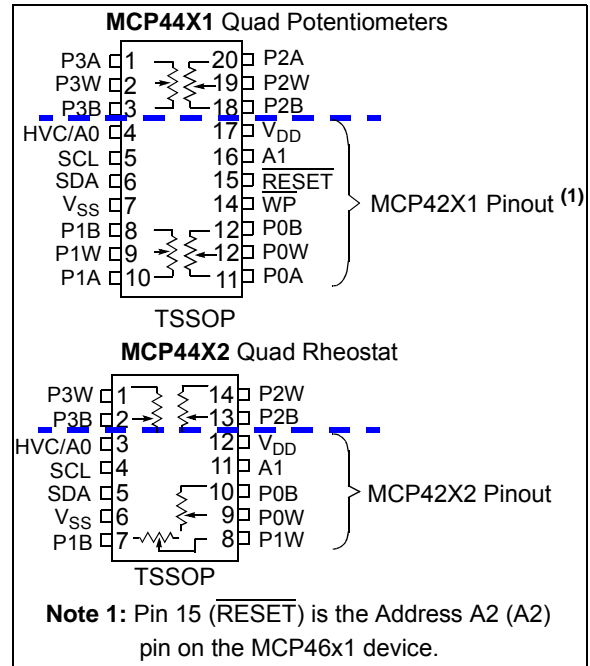 MCP44X1 Quad Potentiometers
P3A 1 20 P2A
P3W 2 19 P2W
P3B 3 18 P2B
HVC/A0 4 17 VDD
SCL 5 16 A1
SDA 6 15 RESET
VSS 7 14 WP
P1B 8 12 P0B
P1W 9 12 P0W
P1A 10 11 P0A
MCP42X1 Pinout (1)
TSSOP
MCP44X2 Quad Rheostat
P3W 1 14 P2W
P3B 2 13 P2B
HVC/A0 3 12 VDD
SCL 4 11 A1
SDA 5 10 P0B
VSS 6 9 P0W
P1B 7 8 P1W
MCP42X2 Pinout
TSSOP
Note 1: Pin 15 (RESET) is the Address A2 (A2)
pin on the MCP46x1 device.